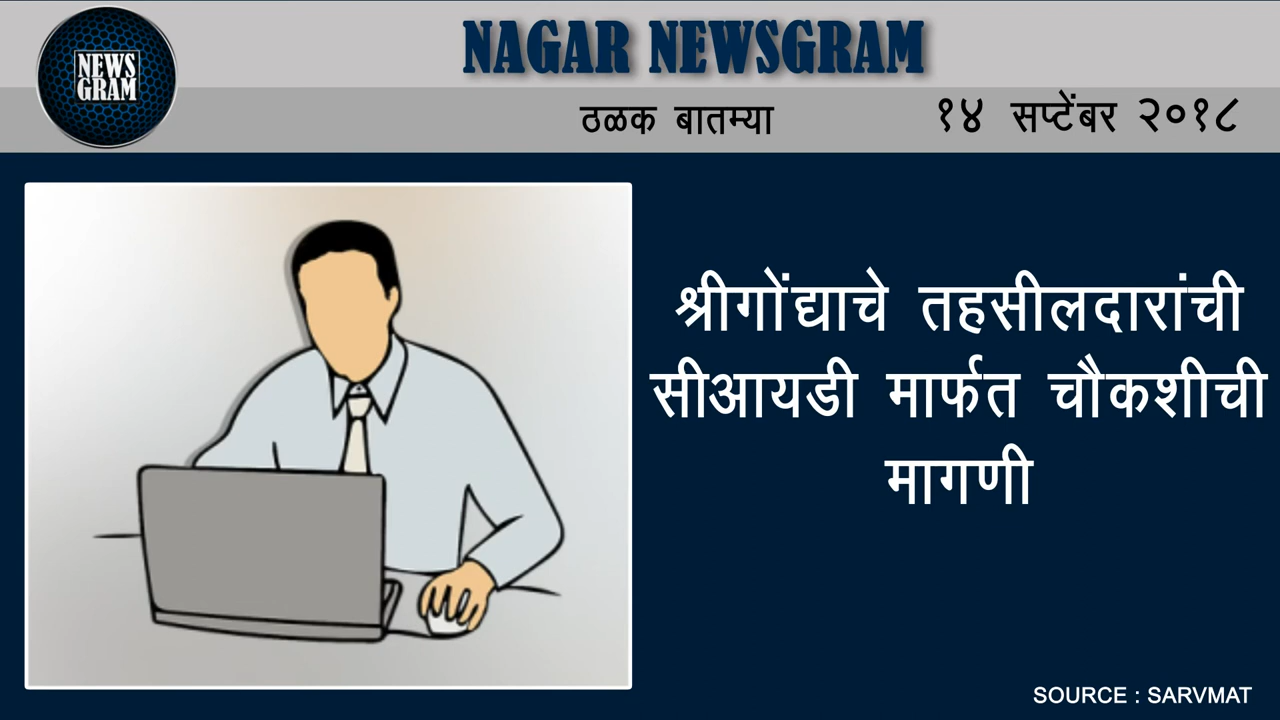 NEWS
GRAM
NAGAR NEWSGRAM
ठळक बातम्या
१४ सप्टेंबर २०१८
श्रीगोंद्याचे तहसीलदारांची
सीआयडी मार्फत चौकशीची
मागणी
SOURCE : SARVMAT